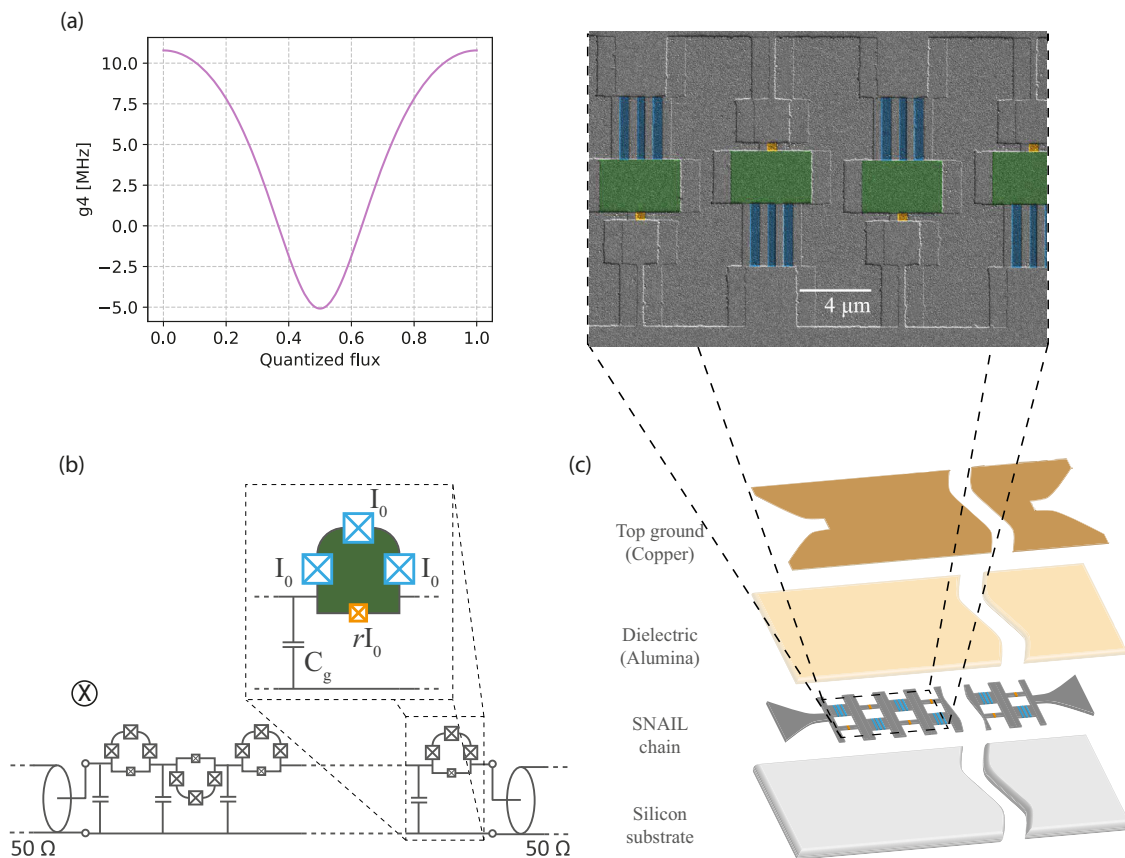 (a)
10.0
7.5
5.0
2.5
0.0
−2.5
−5.0
g4 [MHz]
0.0 0.2 0.4 0.6 0.8 1.0
Quantized flux
4 μm
(b)
I0
I0 I0
rI0
Cg
X
50 Ω 50 Ω
(c)
Top ground
(Copper)
Dielectric
(Alumina)
SNAIL
chain
Silicon
substrate